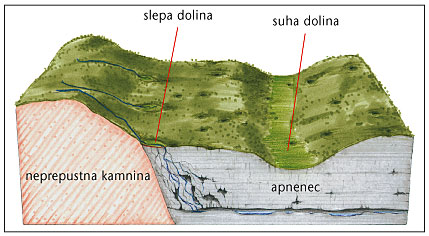 slepa dolina
suha dolina
neprepustna kamnina
apnenec